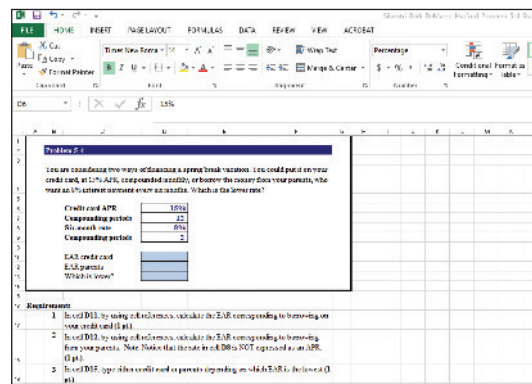 FILE HOME INSERT PAGE LAYOUT FORMULAS DATA REVIEW VIEW ACROBAT
Cut
Copy
Format Painter
Paste
Times New Roma
Wrap Text
Merge & Center
Percentage
Conditional Format as
Formatting Table
Clipboard Font Alignment Number
D6 fx 15%
Problem 5-4
You are considering two ways of financing a spring break vacation. You could put it on your
credit card, at 15% APR, compounded monthly, or borrow the money from your parents, who
want an 8% interest payment every six months. Which is the lower rate?
Credit card APR 15%
Compounding periods 12
Six-month rate 8%
Compounding periods 2
EAR credit card
EAR parents
Which is lower?
Requirements
1 In cell D11, by using cell references, calculate the EAR corresponding to borrowing on
your credit card (1 pt.).
2 In cell D12, by using cell references, calculate the EAR corresponding to borrowing
from your parents. Note: Notice that the rate in cell D8 is NOT expressed as an APR.
(1 pt.)
3 In cell D13, type either credit card or parents depending on which EAR is the lowest (1
pt.)